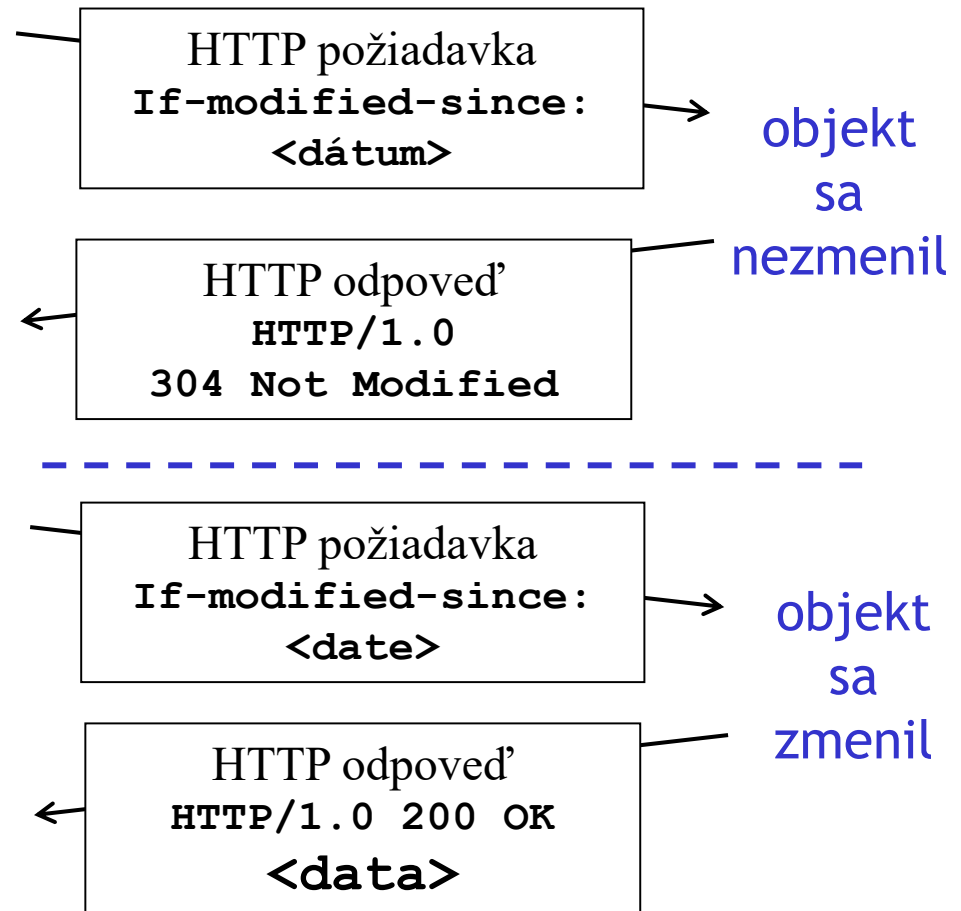 HTTP požiadavka
If-modified-since:
<dátum>
objekt
sa
nezmenil
HTTP odpoveď
HTTP/1.0
304 Not Modified
HTTP požiadavka
If-modified-since:
<date>
objekt
sa
zmenil
HTTP odpoveď
HTTP/1.0 200 OK
<data>